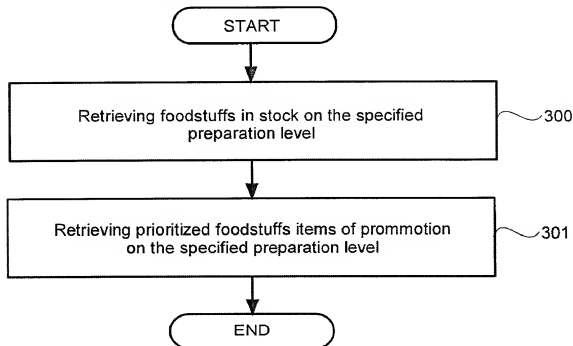 START
Retrieving foodstuffs in stock on the specified
preparation level
300
Retrieving prioritized foodstuffs items of prommotion
on the specified preparation level
301
END